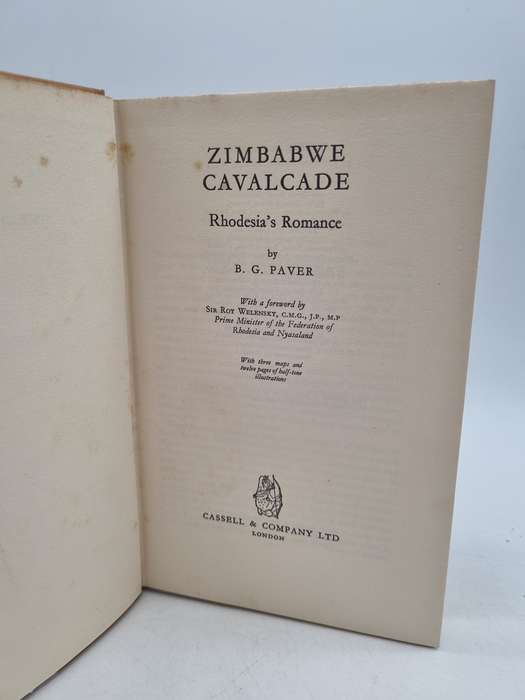 ZIMBABWE
CAVALCADE
Rhodesia's Romance
by
B. G. PAVER
With a foreword by
SIR ROY WELENSKY, C.M.G., J.P., M.P
Prime Minister of the Federation of
Rhodesia and Nyasaland
With three maps and
twelve pages of half-tone
illustrations
CASSELL & COMPANY LTD
LONDON